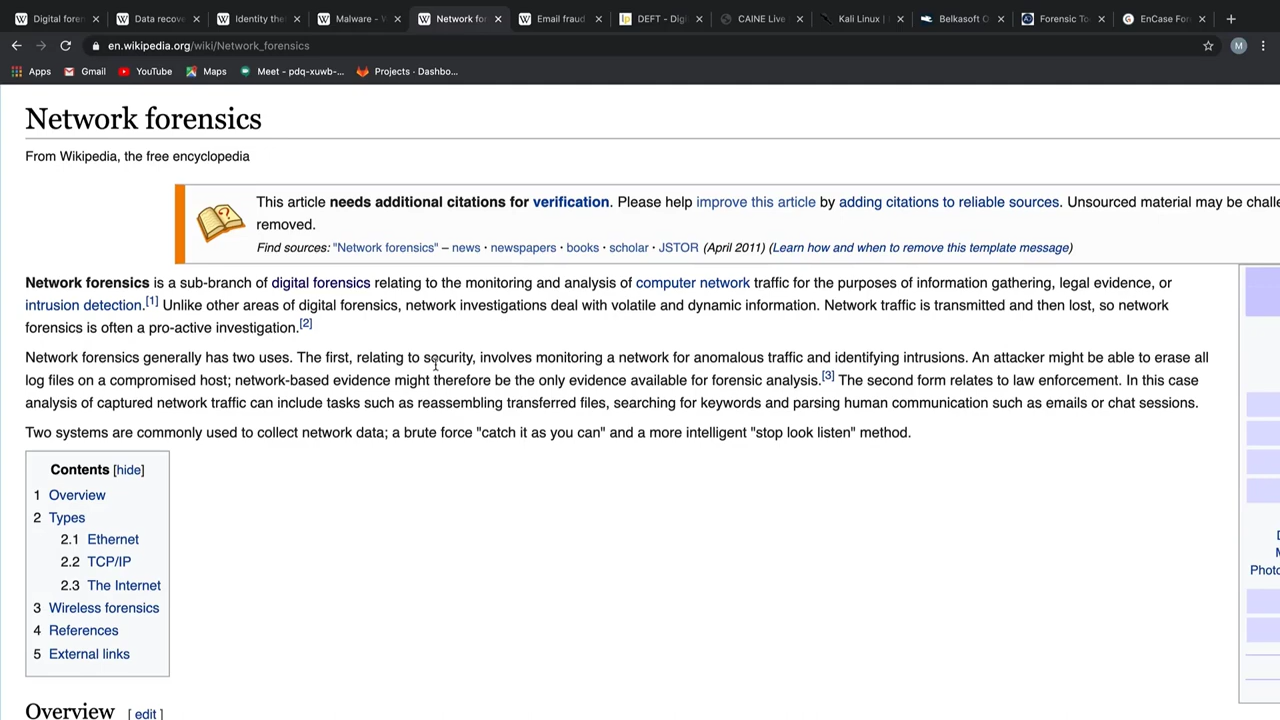 Digital foren
Data recove
Identity the
Malware - W
Network for
Email fraud
DEFT - Digi
CAINE Live
Kali Linux |
Belkasoft
Forensic To
EnCase For
en.wikipedia.org/wiki/Network_forensics
M
Apps
Gmail
YouTube
Maps
Meet - pdq-xuwb-...
Projects · Dashbo...
Network forensics
From Wikipedia, the free encyclopedia
This article needs additional citations for verification. Please help improve this article by adding citations to reliable sources. Unsourced material may be challe
removed.
Find sources: "Network forensics" – news · newspapers · books · scholar · JSTOR (April 2011) (Learn how and when to remove this template message)
Network forensics is a sub-branch of digital forensics relating to the monitoring and analysis of computer network traffic for the purposes of information gathering, legal evidence, or
intrusion detection.[1] Unlike other areas of digital forensics, network investigations deal with volatile and dynamic information. Network traffic is transmitted and then lost, so network
forensics is often a pro-active investigation.[2]
Network forensics generally has two uses. The first, relating to security, involves monitoring a network for anomalous traffic and identifying intrusions. An attacker might be able to erase all
log files on a compromised host; network-based evidence might therefore be the only evidence available for forensic analysis.[3] The second form relates to law enforcement. In this case
analysis of captured network traffic can include tasks such as reassembling transferred files, searching for keywords and parsing human communication such as emails or chat sessions.
Two systems are commonly used to collect network data; a brute force "catch it as you can" and a more intelligent "stop look listen" method.
Contents [hide]
1 Overview
2 Types
2.1 Ethernet
2.2 TCP/IP
2.3 The Internet
3 Wireless forensics
4 References
5 External links
Photo
Overview [ edit ]